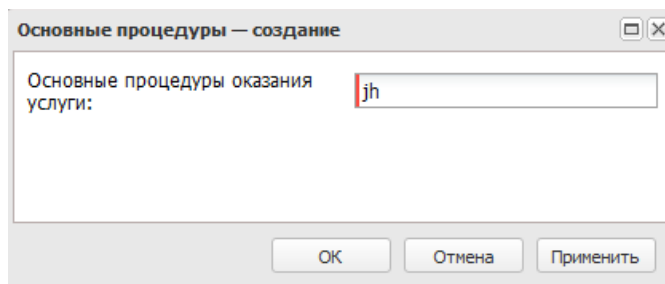 Основные процедуры — создание
Основные процедуры оказания
услуги:
jh
ОК
Отмена
Применить